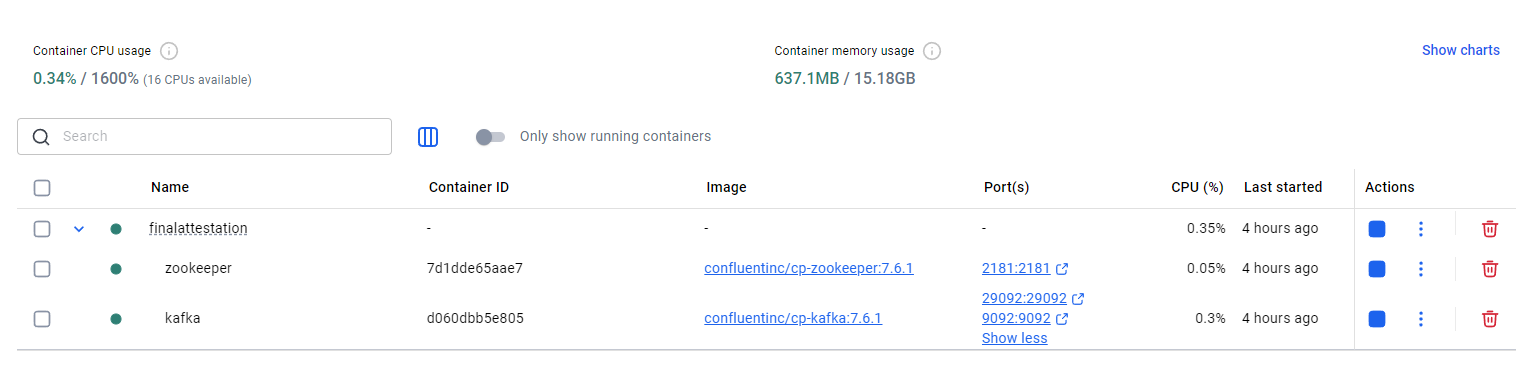 Container CPU usage
0.34% / 1600% (16 CPUs available)
Container memory usage
637.1MB / 15.18GB
Show charts
Search
Only show running containers
Name Container ID Image Port(s) CPU (%) Last started Actions
finalattestation - - - 0.35% 4 hours ago
zookeeper 7d1dde65aae7 confluentinc/cp-zookeeper:7.6.1 2181:2181 0.05% 4 hours ago
29092:29092
kafka d060dbb5e805 confluentinc/cp-kafka:7.6.1 9092:9092 0.3% 4 hours ago
Show less